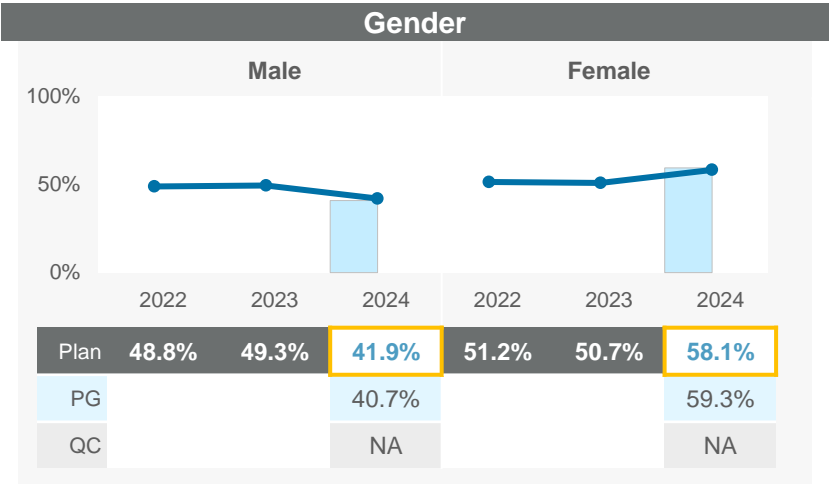 Gender
Male Female
100%
50%
0%
2022 2023 2024 2022 2023 2024
Plan 48.8% 49.3% 41.9% 51.2% 50.7% 58.1%
PG 40.7% 59.3%
QC NA NA